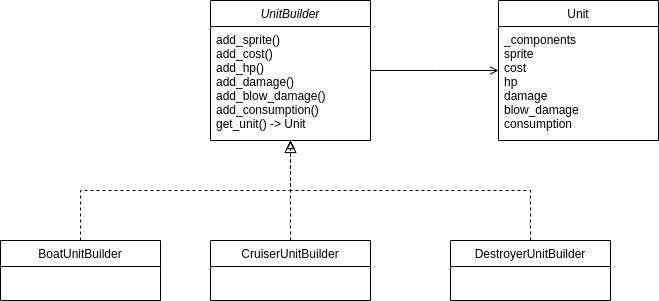 UnitBuilder
add_sprite()
add_cost()
add_hp()
add_damage()
add_blow_damage()
add_consumption()
get_unit() -> Unit
Unit
_components
sprite
cost
hp
damage
blow_damage
consumption
BoatUnitBuilder
CruiserUnitBuilder
DestroyerUnitBuilder